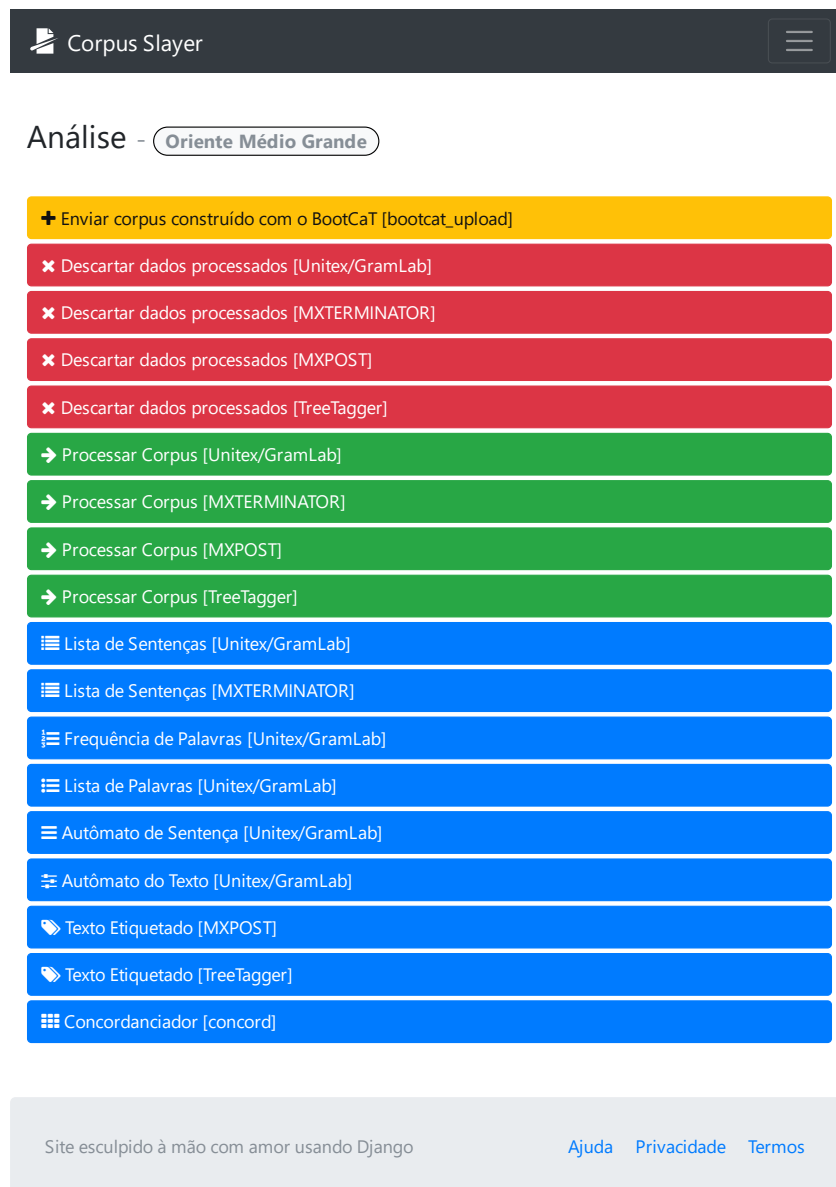 Corpus Slayer
Análise - Oriente Médio Grande
Enviar corpus construído com o BootCaT [bootcat_upload]
Descartar dados processados [Unitex/GramLab]
Descartar dados processados [MXTERMINATOR]
Descartar dados processados [MXPOST]
Descartar dados processados [TreeTagger]
Processar Corpus [Unitex/GramLab]
Processar Corpus [MXTERMINATOR]
Processar Corpus [MXPOST]
Processar Corpus [TreeTagger]
Lista de Sentenças [Unitex/GramLab]
Lista de Sentenças [MXTERMINATOR]
Frequência de Palavras [Unitex/GramLab]
Lista de Palavras [Unitex/GramLab]
Autômato de Sentença [Unitex/GramLab]
Autômato do Texto [Unitex/GramLab]
Texto Etiquetado [MXPOST]
Texto Etiquetado [TreeTagger]
Concordanciador [concord]
Site esculpido à mão com amor usando Django Ajuda Privacidade Termos